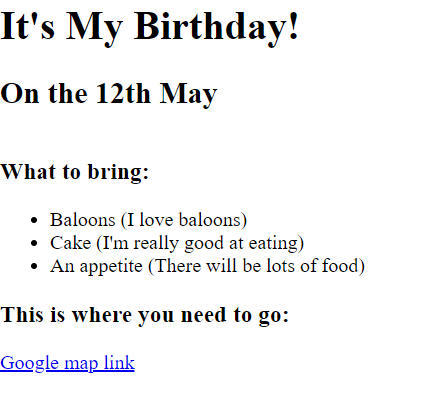 It's My Birthday!
On the 12th May
What to bring:
• Baloons (I love baloons)
• Cake (I'm really good at eating)
• An appetite (There will be lots of food)
This is where you need to go:
Google map link